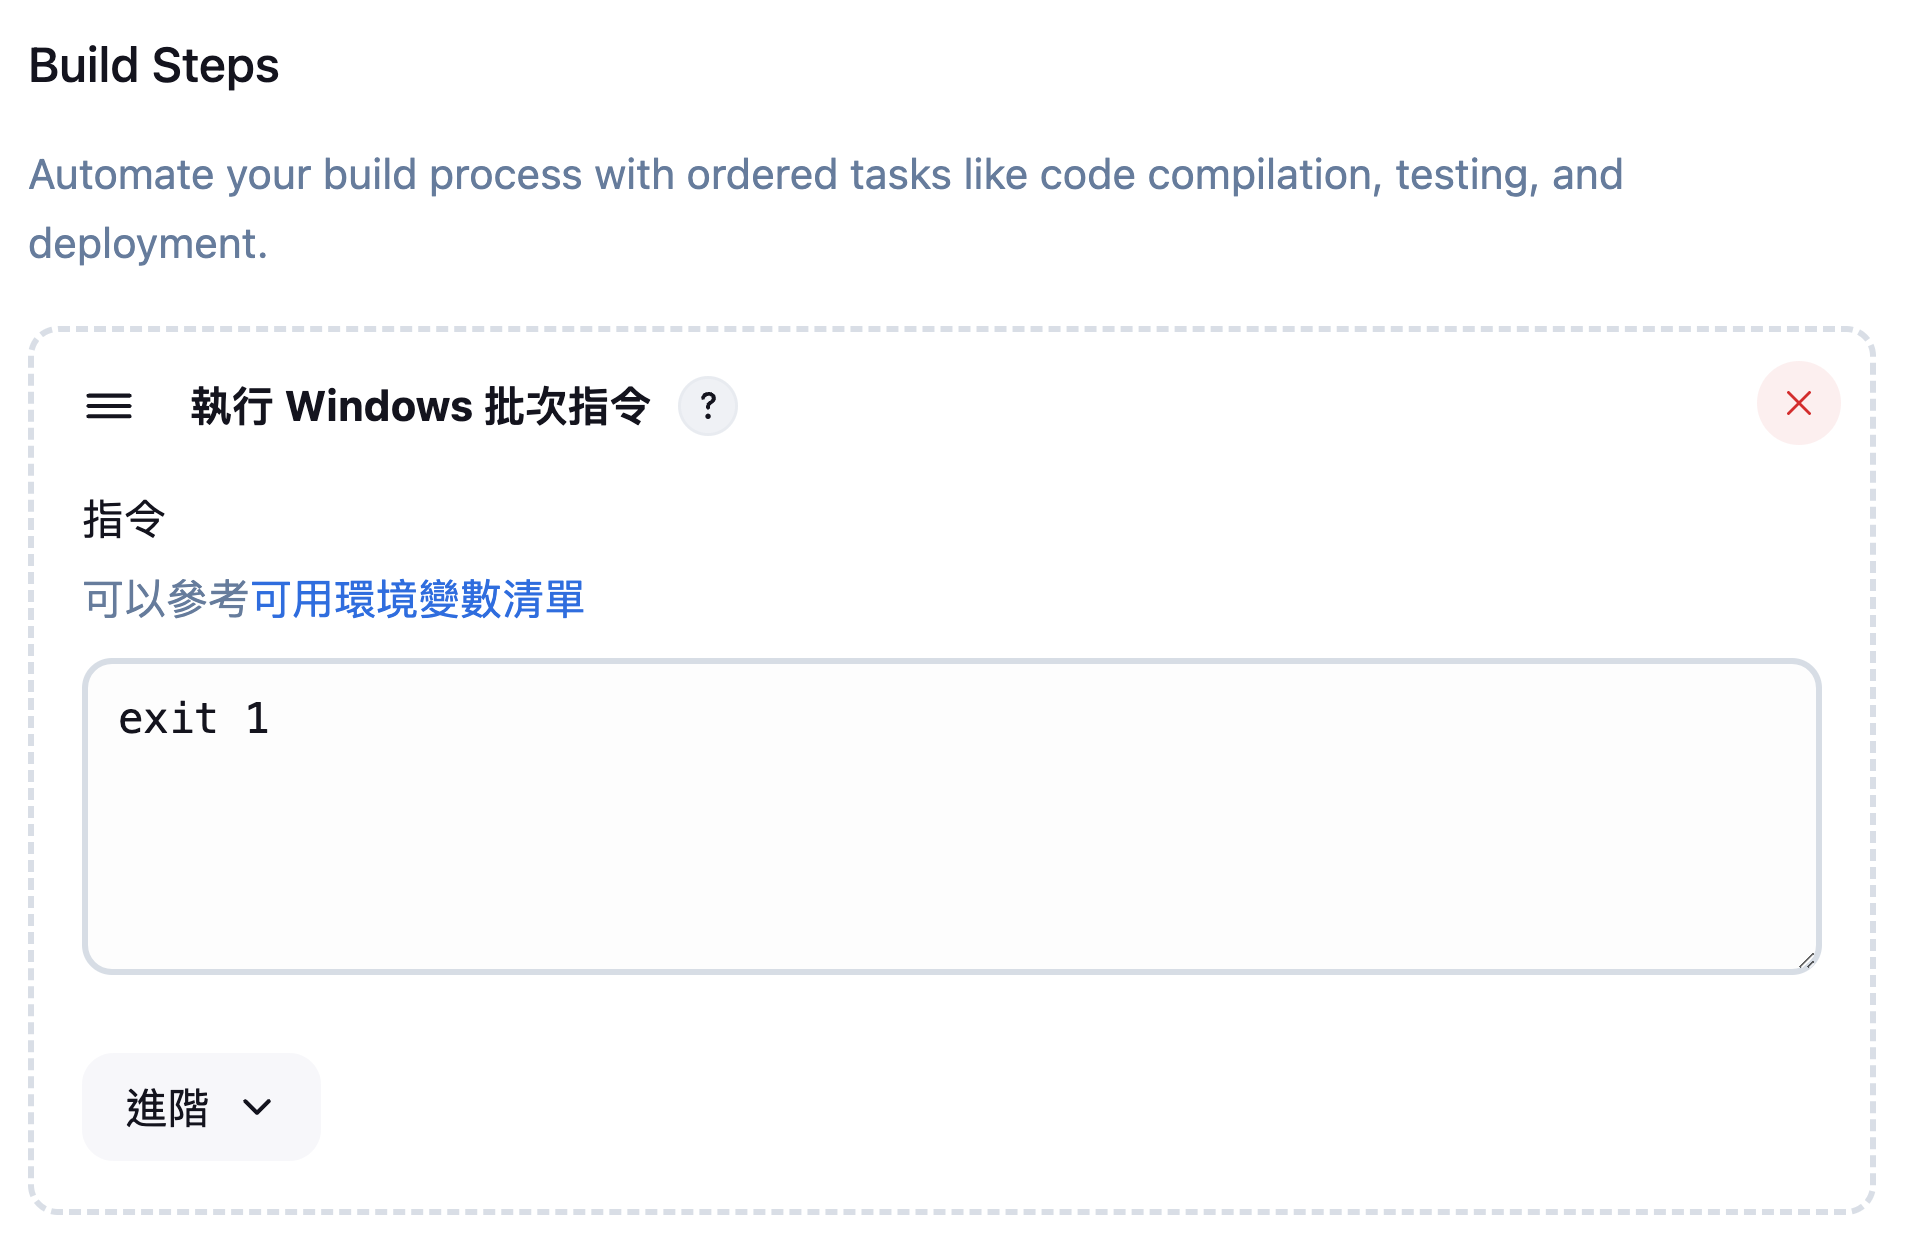 Build Steps
Automate your build process with ordered tasks like code compilation, testing, and
deployment.
執行 Windows 批次指令 ?
指令
可以參考可用環境變數清單
exit 1
進階